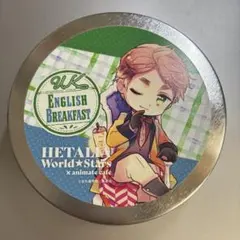 UK
ENGLISH
BREAKFAST
HETALIA
World★Stars
×animate cafe